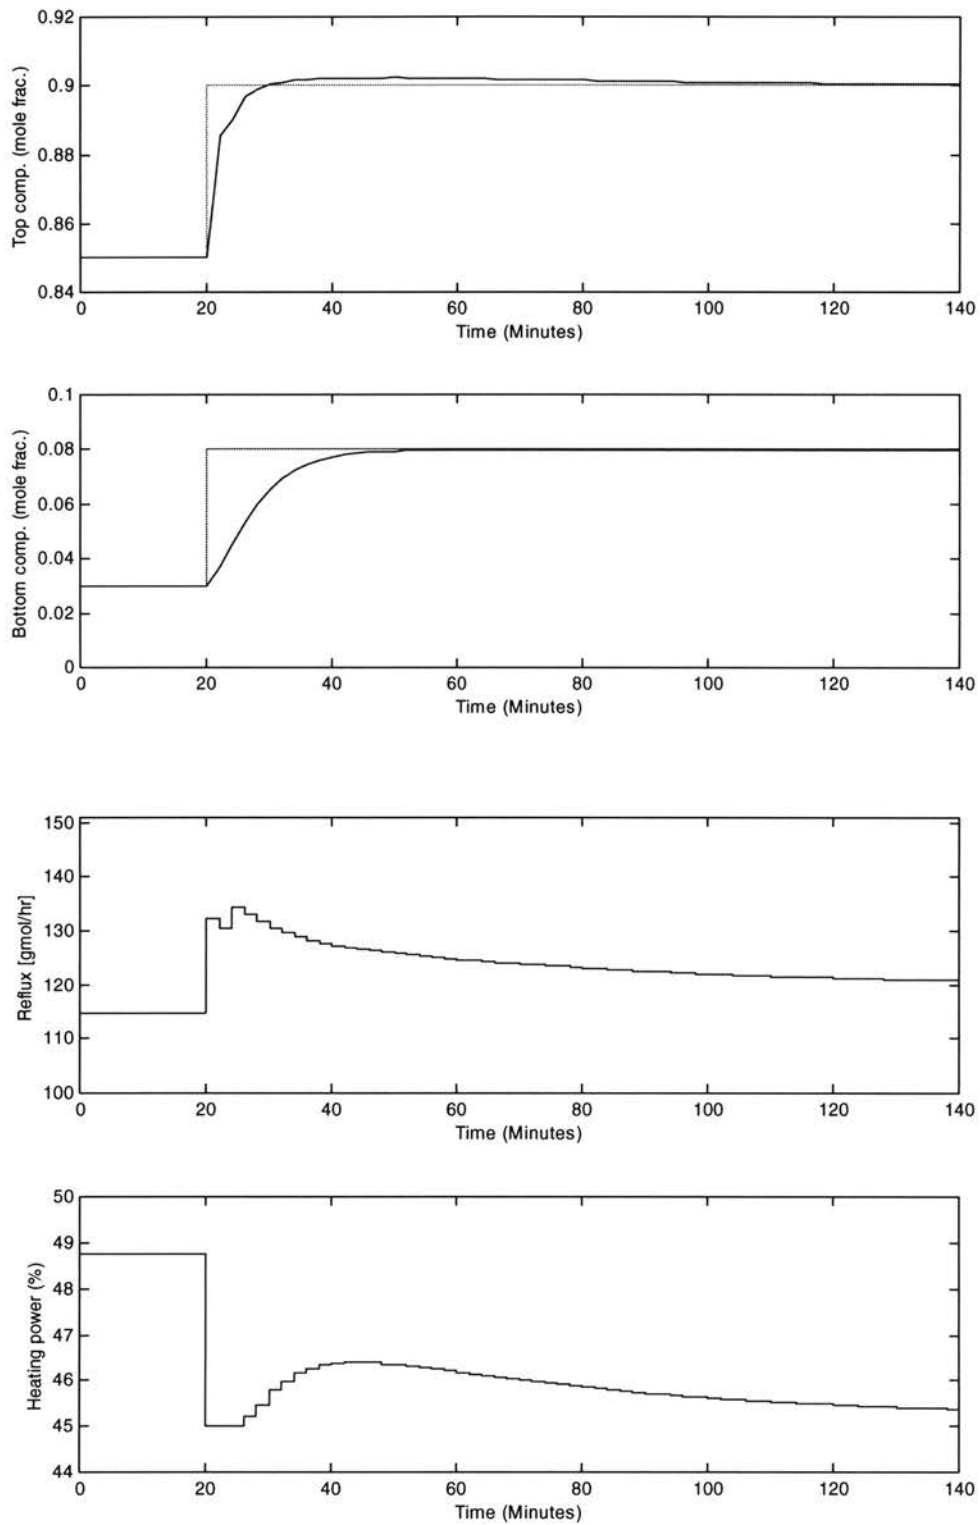 0.92
0.9
0.88
0.86
0.84
Top comp. (mole frac.)
0 20 40 60 80 100 120 140
Time (Minutes)
0.1
0.08
0.06
0.04
0.02
0
Bottom comp. (mole frac.)
0 20 40 60 80 100 120 140
Time (Minutes)
150
140
130
120
110
100
Reflux [gmol/hr]
0 20 40 60 80 100 120 140
Time (Minutes)
50
49
48
47
46
45
44
Heating power (%)
0 20 40 60 80 100 120 140
Time (Minutes)